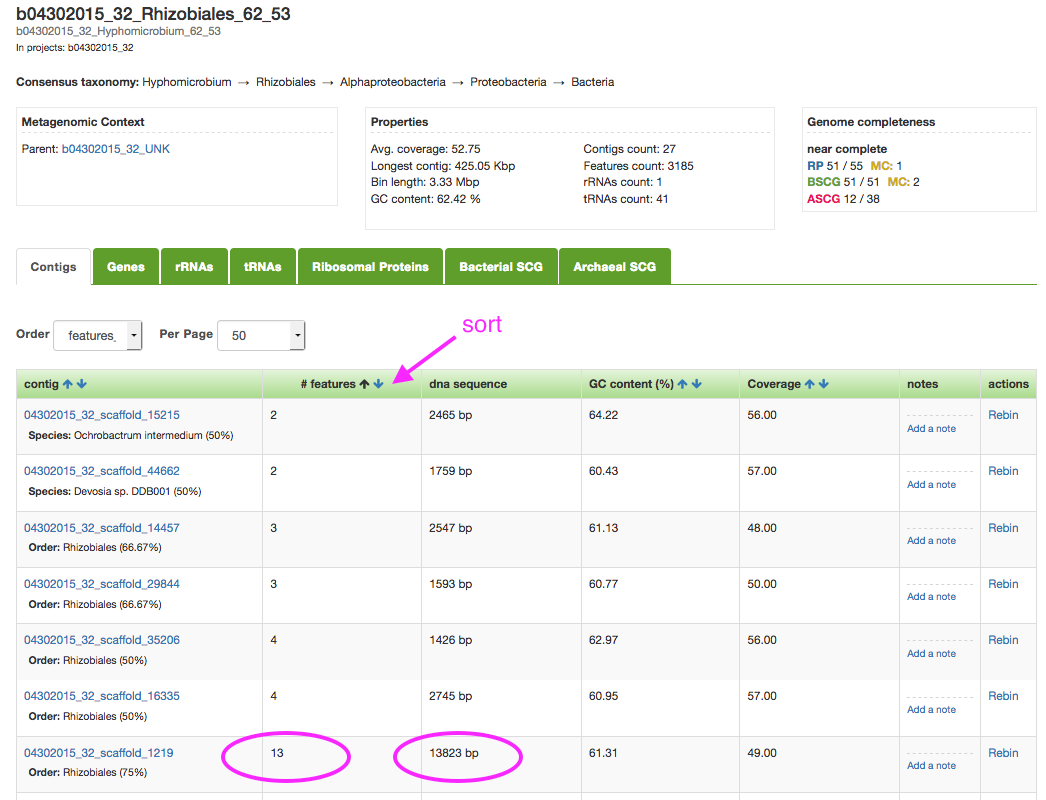 b04302015_32_Rhizobiales_62_53
b04302015_32_Hyphomicrobium_62_53
In projects: b04302015_32
Consensus taxonomy: Hyphomicrobium → Rhizobiales → Alphaproteobacteria → Proteobacteria → Bacteria
Metagenomic Context
Parent: b04302015_32_UNK
Properties
Avg. coverage: 52.75
Longest contig: 425.05 Kbp
Bin length: 3.33 Mbp
GC content: 62.42 %
Contigs count: 27
Features count: 3185
rRNAs count: 1
tRNAs count: 41
Genome completeness
near complete
RP 51 / 55 MC: 1
BSCG 51 / 51 MC: 2
ASCG 12 / 38
Contigs Genes rRNAs tRNAs Ribosomal Proteins Bacterial SCG Archaeal SCG
sort
Order features_ Per Page 50
contig # features dna sequence GC content (%) Coverage notes actions
04302015_32_scaffold_15215 2 2465 bp 64.22 56.00 Rebin
Species: Ochrobactrum intermedium (50%) Add a note
04302015_32_scaffold_44662 2 1759 bp 60.43 57.00 Rebin
Species: Devosia sp. DDB001 (50%) Add a note
04302015_32_scaffold_14457 3 2547 bp 61.13 48.00 Rebin
Order: Rhizobiales (66.67%) Add a note
04302015_32_scaffold_29844 3 1593 bp 60.77 50.00 Rebin
Order: Rhizobiales (66.67%) Add a note
04302015_32_scaffold_35206 4 1426 bp 62.97 56.00 Rebin
Order: Rhizobiales (50%) Add a note
04302015_32_scaffold_16335 4 2745 bp 60.95 57.00 Rebin
Order: Rhizobiales (50%) Add a note
04302015_32_scaffold_1219 13 13823 bp 61.31 49.00 Rebin
Order: Rhizobiales (75%) Add a note